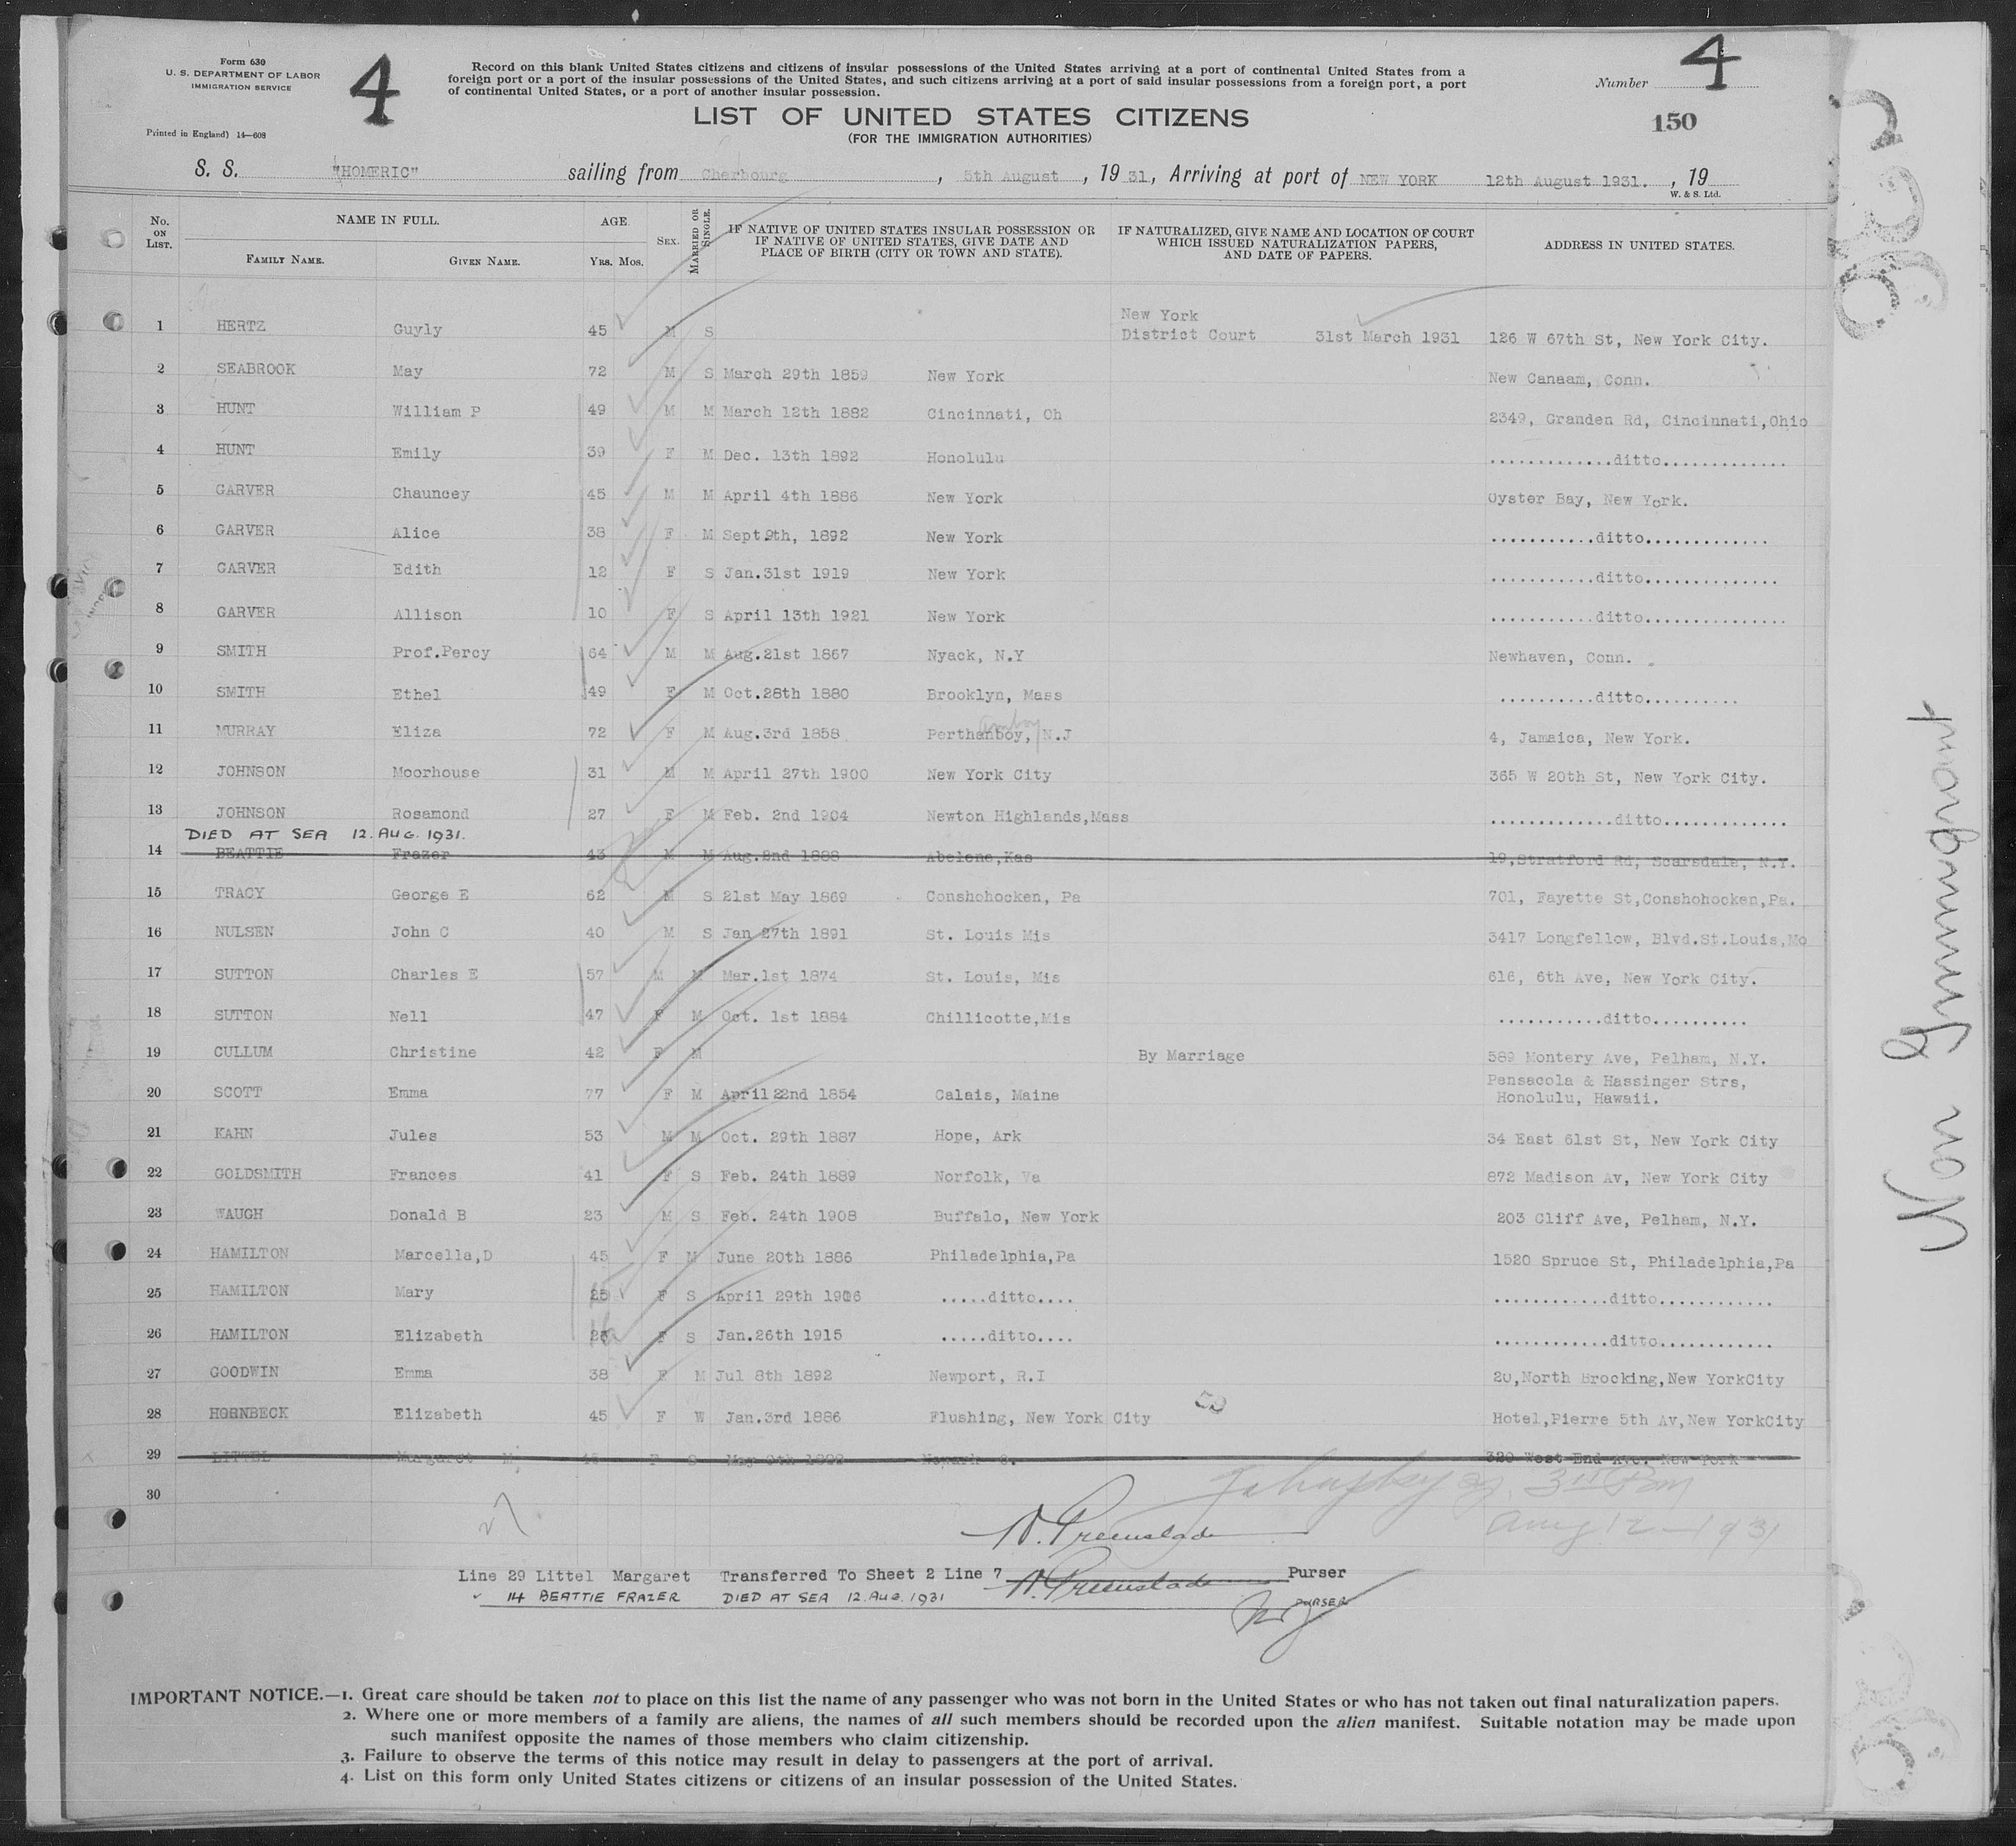 Form 630
U. S. DEPARTMENT OF LABOR
IMMIGRATION SERVICE
Printed in England) 14—608
4
Record on this blank United States citizens and citizens of insular possessions of the United States arriving at a port of continental United States from a
foreign port or a port of the insular possessions of the United States, and such citizens arriving at a port of said insular possessions from a foreign port, a port
of continental United States, or a port of another insular possession.
LIST OF UNITED STATES CITIZENS
(FOR THE IMMIGRATION AUTHORITIES)
Number 4
150
S. S. "HOMERIC" sailing from Cherbourg, 5th August, 1931, Arriving at port of NEW YORK 12th August 1931., 19
W. & S. Ltd.
No. ON LIST. NAME IN FULL. FAMILY NAME. GIVEN NAME. AGE YRS. MOS. SEX. MARRIED OR SINGLE. IF NATIVE OF UNITED STATES INSULAR POSSESSION OR IF NATIVE OF UNITED STATES, GIVE DATE AND PLACE OF BIRTH (CITY OR TOWN AND STATE). IF NATURALIZED, GIVE NAME AND LOCATION OF COURT WHICH ISSUED NATURALIZATION PAPERS, AND DATE OF PAPERS. ADDRESS IN UNITED STATES.
New York
1 HERTZ Guyly 45 M S District Court 31st March 1931 126 W 67th St, New York City.
2 SEABROOK May 72 M S March 29th 1859 New York New Canaam, Conn.
3 HUNT William P 49 M M March 12th 1882 Cincinnati, Oh 2349, Granden Rd, Cincinnati,Ohio
4 HUNT Emily 39 F M Dec. 13th 1892 Honolulu .............ditto.............
5 GARVER Chauncey 45 M M April 4th 1886 New York Oyster Bay, New York.
6 GARVER Alice 38 F M Sept.9th, 1892 New York ...........ditto.............
7 GARVER Edith 12 F S Jan.31st 1919 New York ...........ditto..............
8 GARVER Allison 10 F S April 13th 1921 New York ...........ditto...............
9 SMITH Prof.Percy 64 M M Aug.21st 1867 Nyack, N.Y Newhaven, Conn.
10 SMITH Ethel 49 F M Oct.28th 1880 Brooklyn, Mass ..........ditto..........
amboy
11 MURRAY Eliza 72 F M Aug.3rd 1858 Perthanboy, N.J 4, Jamaica, New York.
12 JOHNSON Moorhouse 31 M M April 27th 1900 New York City 365 W 20th St, New York City.
13 JOHNSON Rosamond 27 F M Feb. 2nd 1904 Newton Highlands,Mass .............ditto.............
DIED AT SEA 12.AUG.1931.
14 BEATTIE Frazer 43 M M Aug.2nd 1888 Abelene,Kas 19,Stratford Rd, Scarsdale, N.Y.
15 TRACY George E 62 M S 21st May 1869 Conshohocken, Pa 701, Fayette St,Conshohocken,Pa.
16 NULSEN John C 40 M S Jan 27th 1891 St. Louis Mis 3417 Longfellow, Blvd.St.Louis,Mo
17 SUTTON Charles E 57 M M Mar.1st 1874 St. Louis, Mis 616, 6th Ave, New York City.
18 SUTTON Nell 47 F M Oct. 1st 1884 Chillicotte,Mis ...........ditto..........
19 CULLUM Christine 42 F M By Marriage 589 Montery Ave, Pelham, N.Y.
20 SCOTT Emma 77 F M April 22nd 1854 Calais, Maine Pensacola & Hassinger Strs,
Honolulu, Hawaii.
21 KAHN Jules 53 M M Oct. 29th 1887 Hope, Ark 34 East 61st St, New York City
22 GOLDSMITH Frances 41 F S Feb. 24th 1889 Norfolk, Va 872 Madison Av, New York City
23 WAUGH Donald B 23 M S Feb. 24th 1908 Buffalo, New York 203 Cliff Ave, Pelham, N.Y.
24 HAMILTON Marcella,D 45 F M June 20th 1886 Philadelphia,Pa 1520 Spruce St, Philadelphia,Pa
25 HAMILTON Mary 25 F S April 29th 1906 .....ditto.... ............ditto............
26 HAMILTON Elizabeth 16 F S Jan.26th 1915 .....ditto.... ............ditto............
27 GOODWIN Emma 38 F M Jul 8th 1892 Newport, R.I 20,North Brocking,New YorkCity
28 HORNBECK Elizabeth 45 F W Jan.3rd 1886 Flushing, New York City Hotel,Pierre 5th Av,New YorkCity
29 LITTEL Margaret M 320 West End Ave. New York
30
27
Aug 12—1931
Line 29 Littel Margaret Transferred To Sheet 2 Line 7 Purser
14 BEATTIE FRAZER DIED AT SEA 12.AUG.1931 PURSER
IMPORTANT NOTICE.—1. Great care should be taken not to place on this list the name of any passenger who was not born in the United States or who has not taken out final naturalization papers.
2. Where one or more members of a family are aliens, the names of all such members should be recorded upon the alien manifest. Suitable notation may be made upon
such manifest opposite the names of those members who claim citizenship.
3. Failure to observe the terms of this notice may result in delay to passengers at the port of arrival.
4. List on this form only United States citizens or citizens of an insular possession of the United States.